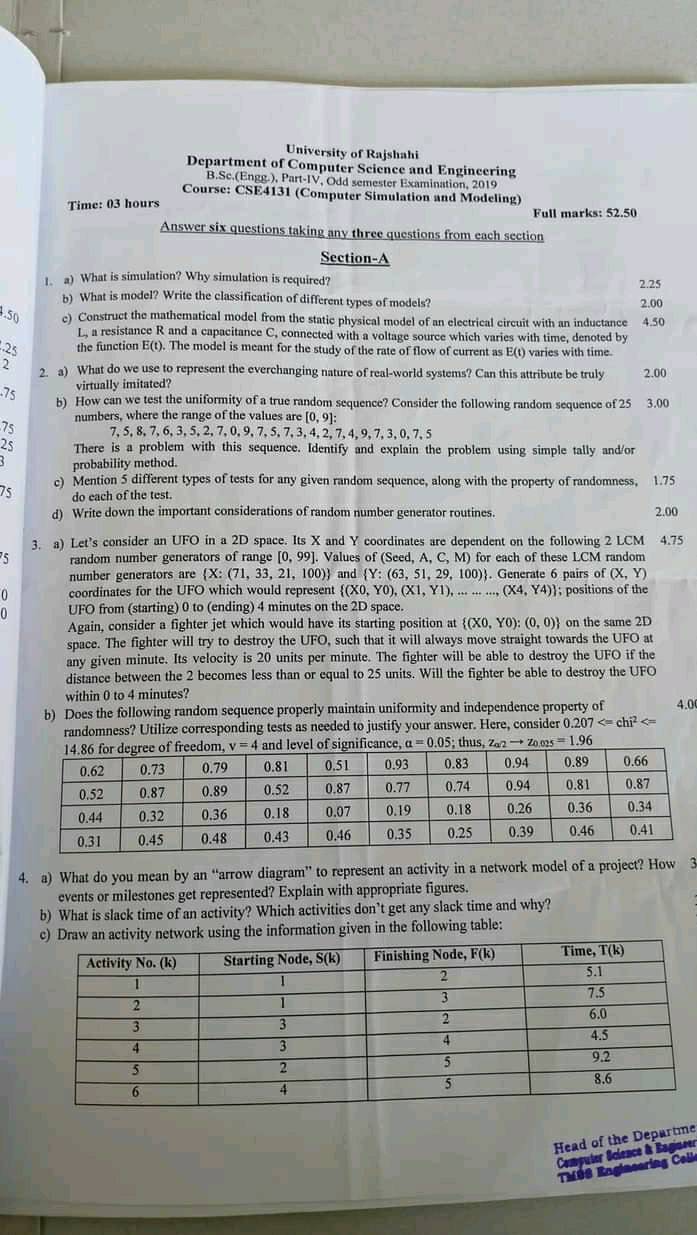 University of Rajshahi
Department of Computer Science and Engineering
B.Sc.(Engg.), Part-IV, Odd semester Examination, 2019
Course: CSE4131 (Computer Simulation and Modeling)
Time: 03 hours
Full marks: 52.50
Answer six questions taking any three questions from each section
Section-A
1. a) What is simulation? Why simulation is required? 2.25
b) What is model? Write the classification of different types of models? 2.00
c) Construct the mathematical model from the static physical model of an electrical circuit with an inductance 4.50
L, a resistance R and a capacitance C, connected with a voltage source which varies with time, denoted by
the function E(t). The model is meant for the study of the rate of flow of current as E(t) varies with time.
2. a) What do we use to represent the everchanging nature of real-world systems? Can this attribute be truly 2.00
virtually imitated?
b) How can we test the uniformity of a true random sequence? Consider the following random sequence of 25 3.00
numbers, where the range of the values are [0, 9]:
7, 5, 8, 7, 6, 3, 5, 2, 7, 0, 9, 7, 5, 7, 3, 4, 2, 7, 4, 9, 7, 3, 0, 7, 5
There is a problem with this sequence. Identify and explain the problem using simple tally and/or
probability method.
c) Mention 5 different types of tests for any given random sequence, along with the property of randomness, 1.75
do each of the test.
d) Write down the important considerations of random number generator routines. 2.00
3. a) Let's consider an UFO in a 2D space. Its X and Y coordinates are dependent on the following 2 LCM 4.75
random number generators of range [0, 99]. Values of (Seed, A, C, M) for each of these LCM random
number generators are {X: (71, 33, 21, 100)} and {Y: (63, 51, 29, 100)}. Generate 6 pairs of (X, Y)
coordinates for the UFO which would represent {(X0, Y0), (X1, Y1), ... ... ..., (X4, Y4)}; positions of the
UFO from (starting) 0 to (ending) 4 minutes on the 2D space.
Again, consider a fighter jet which would have its starting position at {(X0, Y0): (0, 0)} on the same 2D
space. The fighter will try to destroy the UFO, such that it will always move straight towards the UFO at
any given minute. Its velocity is 20 units per minute. The fighter will be able to destroy the UFO if the
distance between the 2 becomes less than or equal to 25 units. Will the fighter be able to destroy the UFO
within 0 to 4 minutes?
b) Does the following random sequence properly maintain uniformity and independence property of 4.00
randomness? Utilize corresponding tests as needed to justify your answer. Here, consider 0.207 <= chi² <=
14.86 for degree of freedom, v = 4 and level of significance, α = 0.05; thus, zα/2 → z0.025 = 1.96
0.62 0.73 0.79 0.81 0.51 0.93 0.83 0.94 0.89 0.66
0.52 0.87 0.89 0.52 0.87 0.77 0.74 0.94 0.81 0.87
0.44 0.32 0.36 0.18 0.07 0.19 0.18 0.26 0.36 0.34
0.31 0.45 0.48 0.43 0.46 0.35 0.25 0.39 0.46 0.41
4. a) What do you mean by an "arrow diagram" to represent an activity in a network model of a project? How 3
events or milestones get represented? Explain with appropriate figures.
b) What is slack time of an activity? Which activities don't get any slack time and why?
c) Draw an activity network using the information given in the following table:
Activity No. (k) Starting Node, S(k) Finishing Node, F(k) Time, T(k)
1 1 2 5.1
2 1 3 7.5
3 3 2 6.0
4 3 4 4.5
5 2 5 9.2
6 4 5 8.6
Head of the Departme
Computer Science & Engineer
TMSS Engineering Colle